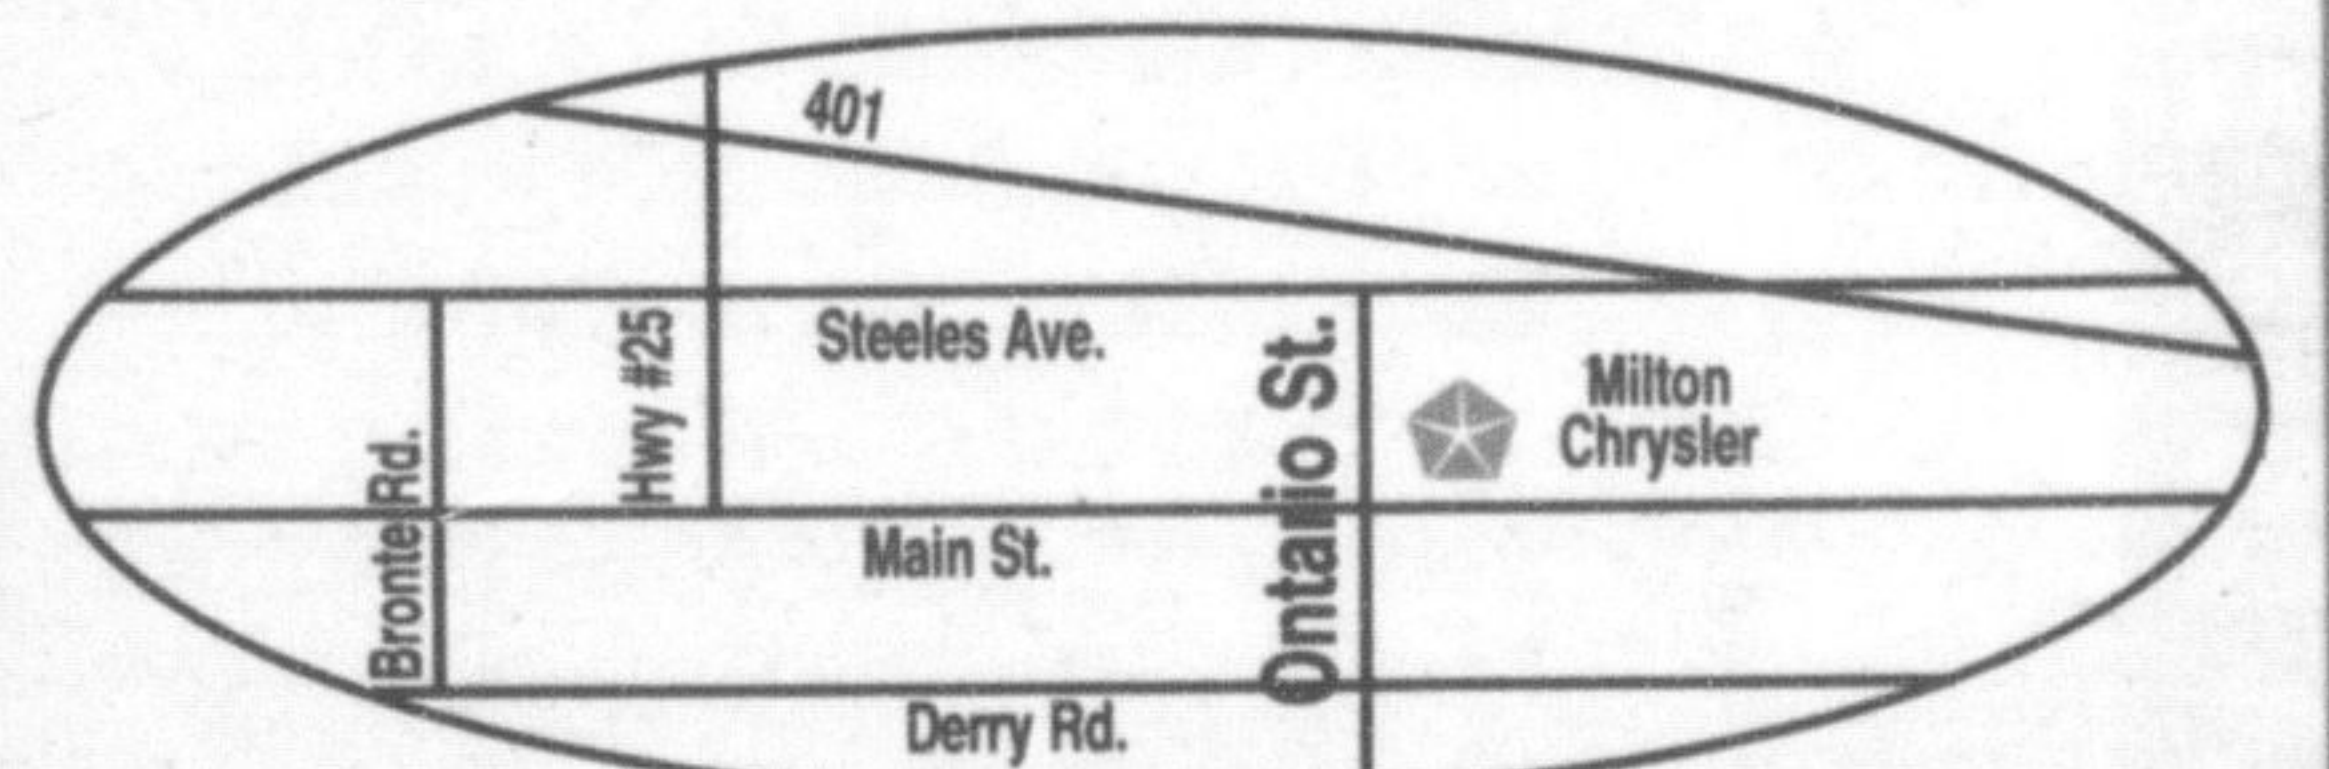 401
Steeles Ave.
Hwy #25
Ontario St.
Milton
Chrysler
Bronte Rd.
Main St.
Derry Rd.